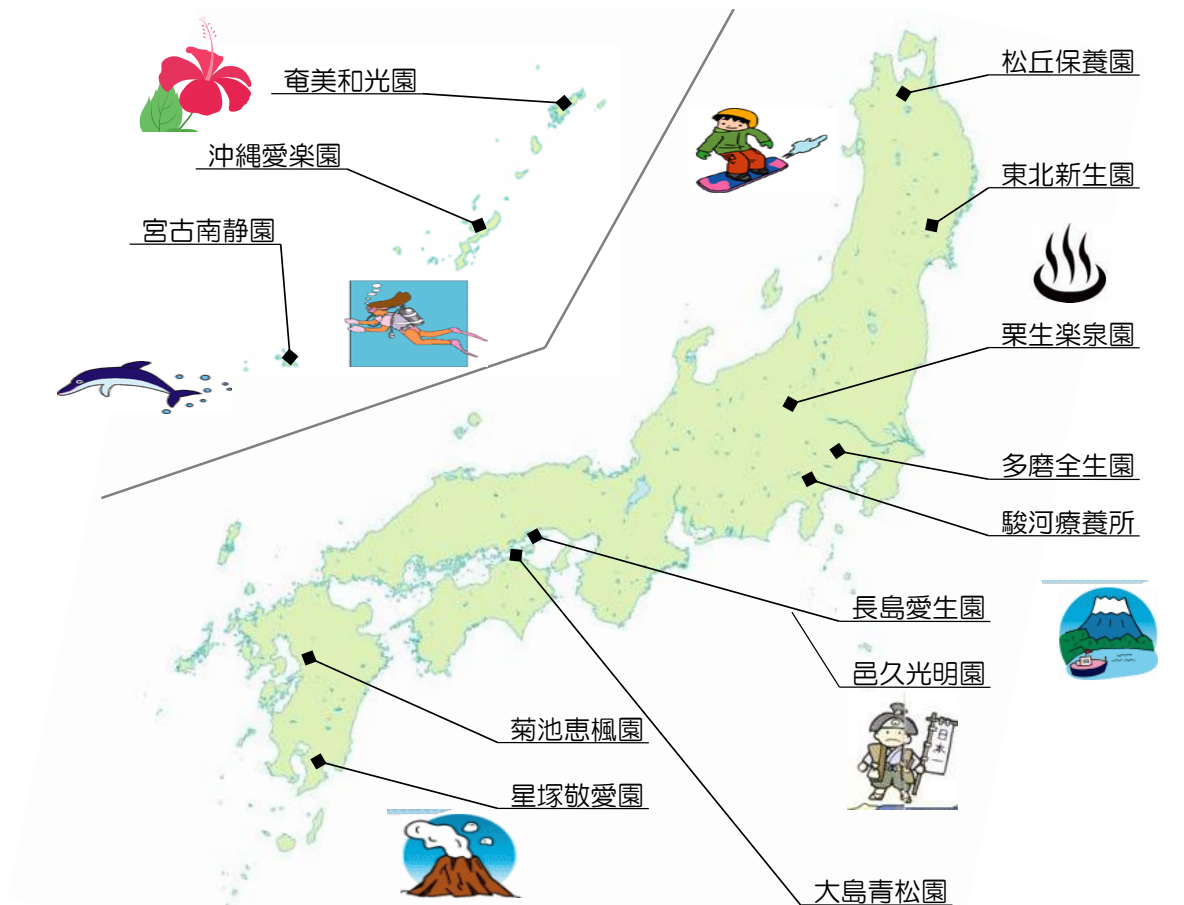 奄美和光園
沖縄愛楽園
宮古南静園
松丘保養園
東北新生園
栗生楽泉園
多磨全生園
駿河療養所
長島愛生園
邑久光明園
日本一
菊池恵楓園
星塚敬愛園
大島青松園